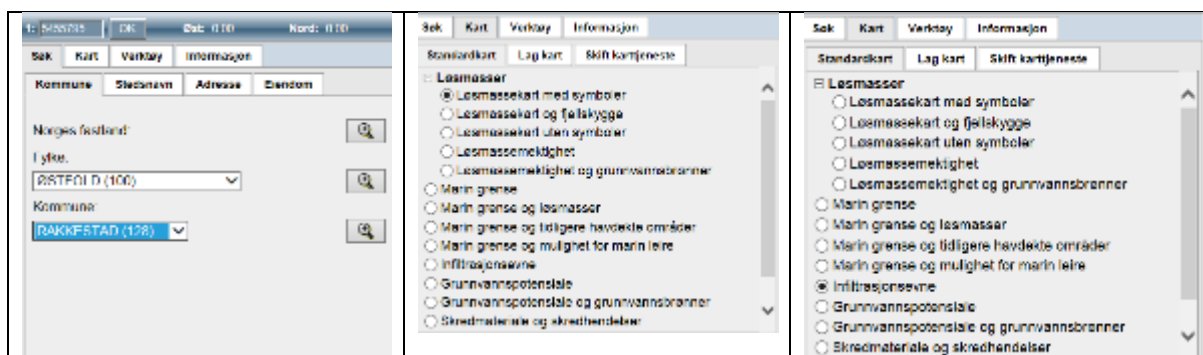 1: 5455795 OK Øst: 0.00 Nord: 0.00
Søk Kart Verktøy Informasjon
Kommune Stedsnavn Adresse Eiendom
Norges fastland:
Fylke:
ØSTFOLD (100)
Kommune:
RAKKESTAD (128)
Søk Kart Verktøy Informasjon
Standardkart Lag kart Skift karttjeneste
Løsmasser
Løsmassekart med symboler
Løsmassekart og fjellskygge
Løsmassekart uten symboler
Løsmassemektighet
Løsmassemektighet og grunnvannsbrønner
Marin grense
Marin grense og løsmasser
Marin grense og tidligere havdekte områder
Marin grense og mulighet for marin leire
Infiltrasjonsevne
Grunnvannspotensiale
Grunnvannspotensiale og grunnvannsbrønner
Skredmateriale og skredhendelser
Søk Kart Verktøy Informasjon
Standardkart Lag kart Skift karttjeneste
Løsmasser
Løsmassekart med symboler
Løsmassekart og fjellskygge
Løsmassekart uten symboler
Løsmassemektighet
Løsmassemektighet og grunnvannsbrønner
Marin grense
Marin grense og løsmasser
Marin grense og tidligere havdekte områder
Marin grense og mulighet for marin leire
Infiltrasjonsevne
Grunnvannspotensiale
Grunnvannspotensiale og grunnvannsbrønner
Skredmateriale og skredhendelser